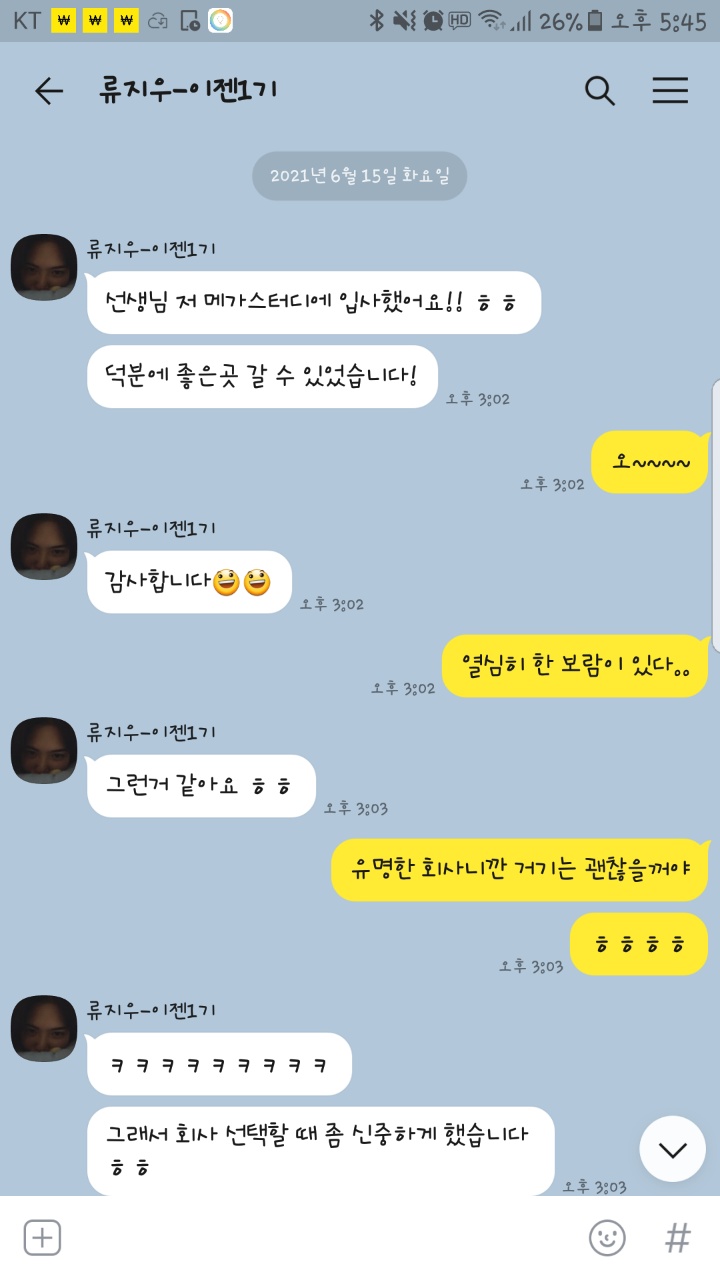 KT ₩ ₩ ₩ HD 26% 오후 5:45
류지우-이젠1기
2021년 6월 15일 화요일
류지우-이젠1기
선생님 저 메가스터디에 입사했어요!! ㅎㅎ
덕분에 좋은곳 갈 수 있었습니다!
오후 3:02
오~~~~
오후 3:02
류지우-이젠1기
감사합니다😃😃
오후 3:02
열심히 한 보람이 있다..
오후 3:02
류지우-이젠1기
그런거 같아요 ㅎㅎ
오후 3:03
유명한 회사니깐 거기는 괜찮을꺼야
ㅎㅎㅎㅎ
오후 3:03
류지우-이젠1기
ㅋㅋㅋㅋㅋㅋㅋㅋㅋ
그래서 회사 선택할 때 좀 신중하게 했습니다
ㅎㅎ
오후 3:03
#